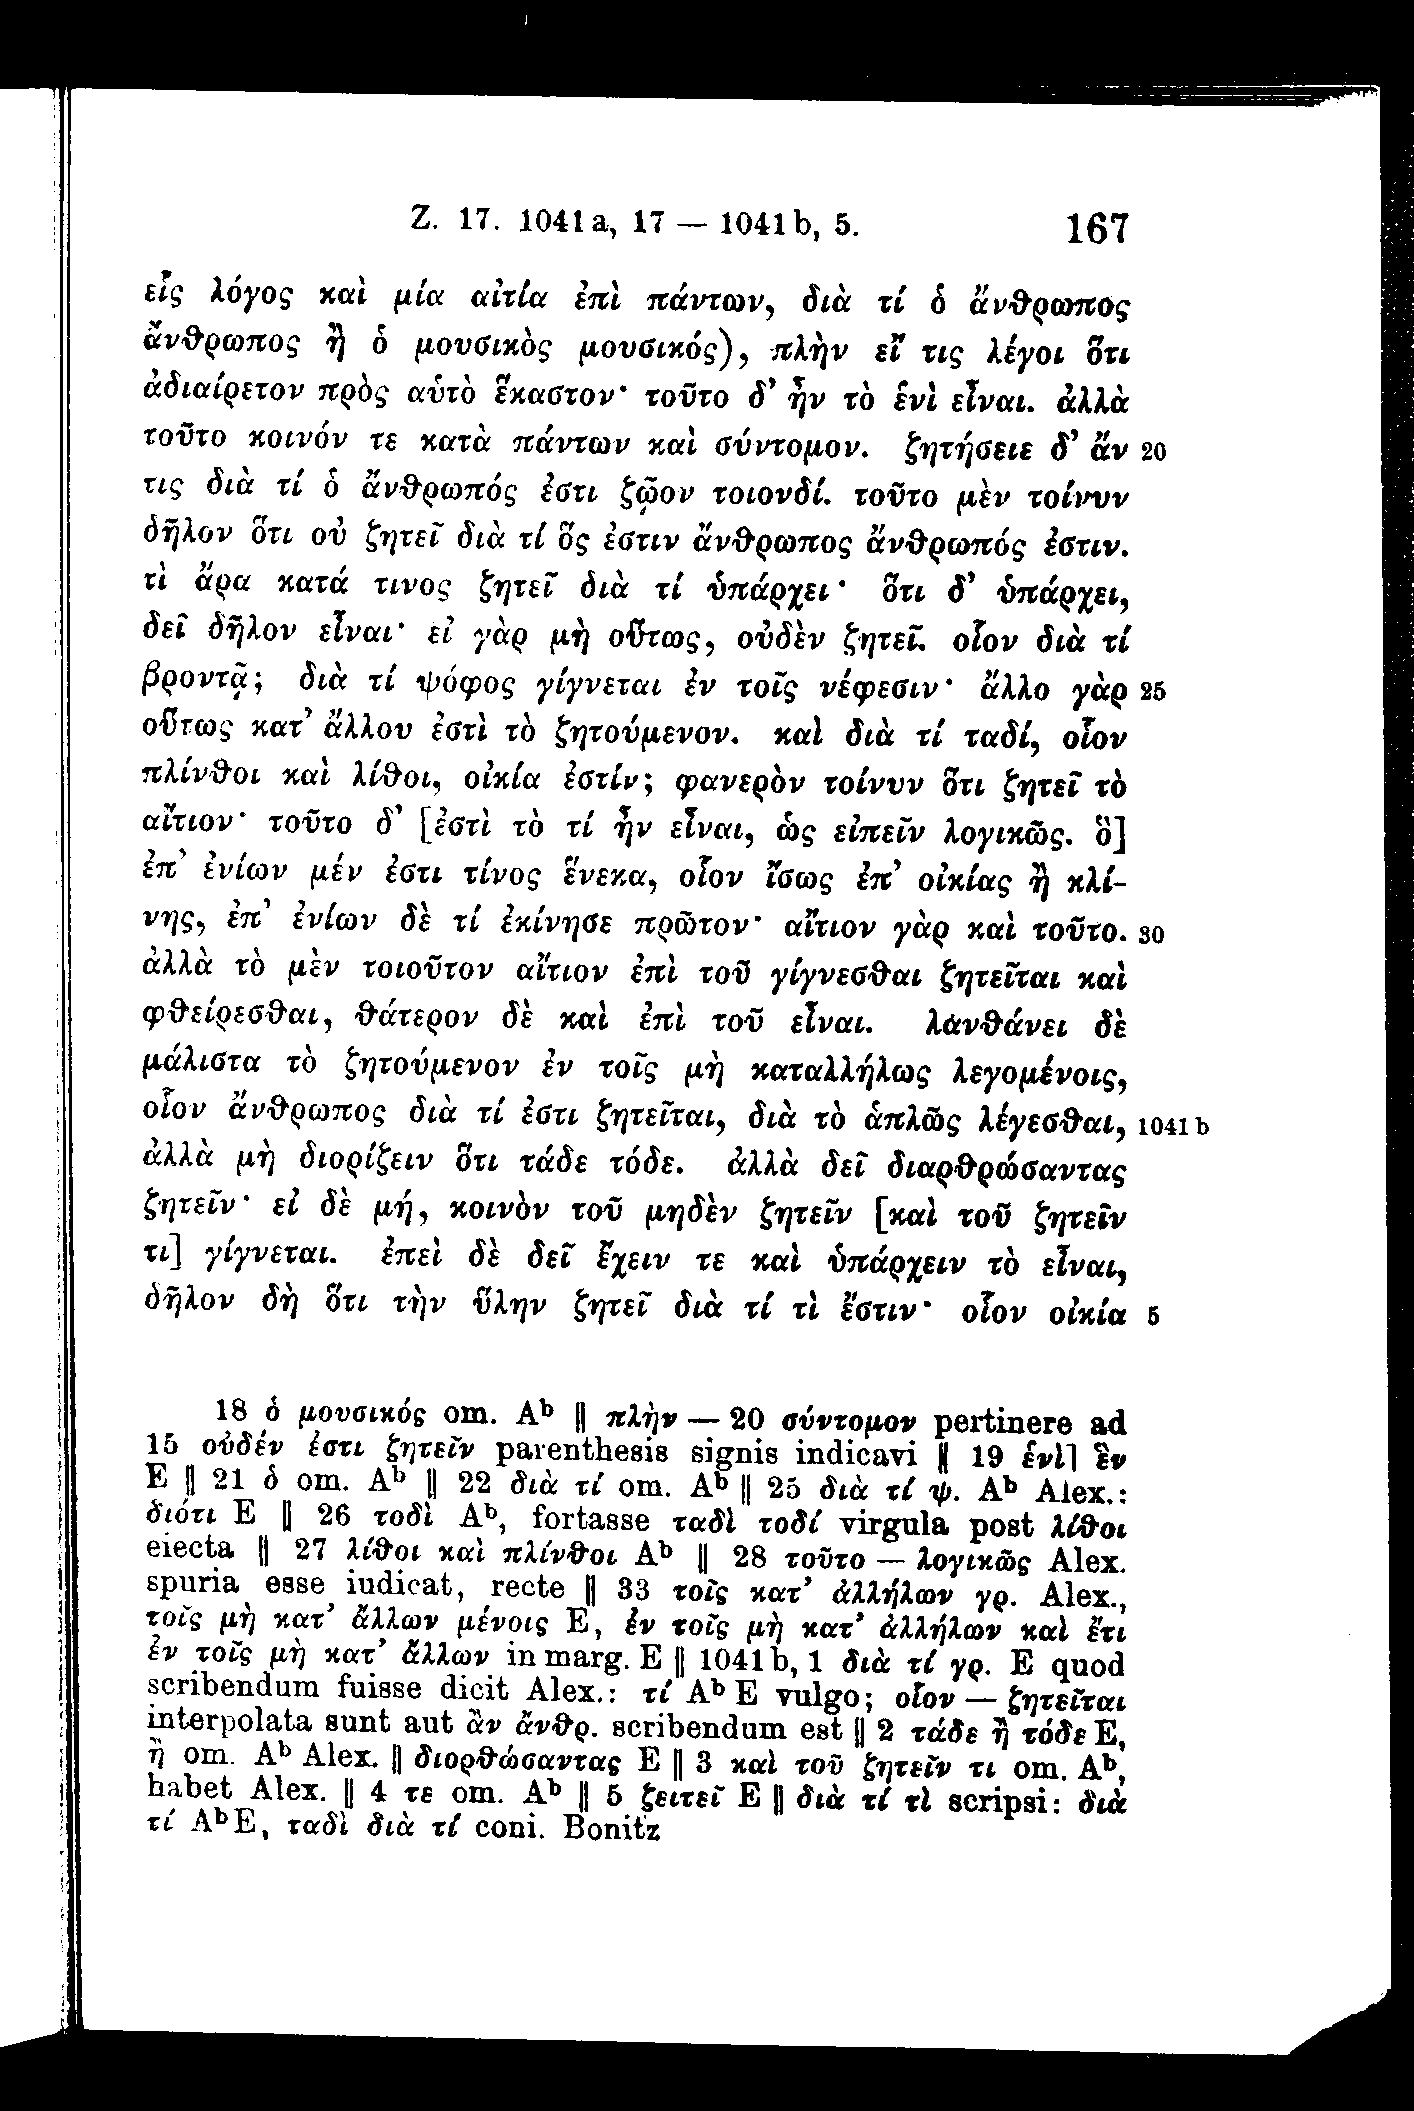 Z. 17. 1041 a, 17 — 1041 b, 5. 167
εἷς λόγος καὶ μία αἰτία ἐπὶ πάντων, διὰ τί ὁ ἄνθρωπος
ἄνθρωπος ἢ ὁ μουσικὸς μουσικός), πλὴν εἴ τις λέγοι ὅτι
ἀδιαίρετον πρὸς αὑτὸ ἕκαστον· τοῦτο δ’ ἦν τὸ ἑνὶ εἶναι. ἀλλὰ
τοῦτο κοινόν τε κατὰ πάντων καὶ σύντομον. ζητήσειε δ’ ἄν 20
τις διὰ τί ὁ ἄνθρωπός ἐστι ζῷον τοιονδί. τοῦτο μὲν τοίνυν
δῆλον ὅτι οὐ ζητεῖ διὰ τί ὅς ἐστιν ἄνθρωπος ἄνθρωπός ἐστιν.
τὶ ἄρα κατά τινος ζητεῖ διὰ τί ὑπάρχει· ὅτι δ’ ὑπάρχει,
δεῖ δῆλον εἶναι· εἰ γὰρ μὴ οὕτως, οὐδὲν ζητεῖ. οἷον διὰ τί
βροντᾷ; διὰ τί ψόφος γίγνεται ἐν τοῖς νέφεσιν· ἄλλο γὰρ 25
οὕτως κατ’ ἄλλου ἐστὶ τὸ ζητούμενον. καὶ διὰ τί ταδί, οἷον
πλίνθοι καὶ λίθοι, οἰκία ἐστίν; φανερὸν τοίνυν ὅτι ζητεῖ τὸ
αἴτιον· τοῦτο δ’ [ἐστὶ τὸ τί ἦν εἶναι, ὡς εἰπεῖν λογικῶς. ὃ]
ἐπ’ ἐνίων μέν ἐστι τίνος ἕνεκα, οἷον ἴσως ἐπ’ οἰκίας ἢ κλί-
νης, ἐπ’ ἐνίων δὲ τί ἐκίνησε πρῶτον· αἴτιον γὰρ καὶ τοῦτο. 30
ἀλλὰ τὸ μὲν τοιοῦτον αἴτιον ἐπὶ τοῦ γίγνεσθαι ζητεῖται καὶ
φθείρεσθαι, θάτερον δὲ καὶ ἐπὶ τοῦ εἶναι. λανθάνει δὲ
μάλιστα τὸ ζητούμενον ἐν τοῖς μὴ καταλλήλως λεγομένοις,
οἷον ἄνθρωπος διὰ τί ἐστι ζητεῖται, διὰ τὸ ἁπλῶς λέγεσθαι, 1041 b
ἀλλὰ μὴ διορίζειν ὅτι τάδε τόδε. ἀλλὰ δεῖ διαρθρώσαντας
ζητεῖν· εἰ δὲ μή, κοινὸν τοῦ μηδὲν ζητεῖν [καὶ τοῦ ζητεῖν
τι] γίγνεται. ἐπεὶ δὲ δεῖ ἔχειν τε καὶ ὑπάρχειν τὸ εἶναι,
δῆλον δὴ ὅτι τὴν ὕλην ζητεῖ διὰ τί τὶ ἔστιν· οἷον οἰκία 5
18 ὁ μουσικός om. Aᵇ ‖ πλὴν — 20 σύντομον pertinere ad
15 οὐδέν ἐστι ζητεῖν parenthesis signis indicavi ‖ 19 ἑνὶ] ἓν
E ‖ 21 ὁ om. Aᵇ ‖ 22 διὰ τί om. Aᵇ ‖ 25 διὰ τί ψ. Aᵇ Alex.:
διότι E ‖ 26 τοδὶ Aᵇ, fortasse ταδὶ τοδί virgula post λίθοι
eiecta ‖ 27 λίθοι καὶ πλίνθοι Aᵇ ‖ 28 τοῦτο — λογικῶς Alex.
spuria esse iudicat, recte ‖ 33 τοῖς κατ’ ἀλλήλων γρ. Alex.,
τοῖς μὴ κατ’ ἄλλων μένοις E, ἐν τοῖς μὴ κατ’ ἀλλήλων καὶ ἔτι
ἐν τοῖς μὴ κατ’ ἄλλων in marg. E ‖ 1041 b, 1 διὰ τί γρ. E quod
scribendum fuisse dicit Alex.: τί Aᵇ E vulgo; οἷον — ζητεῖται
interpolata sunt aut ἂν ἄνθρ. scribendum est ‖ 2 τάδε ἢ τόδε E,
ἢ om. Aᵇ Alex. ‖ διορθώσαντας E ‖ 3 καὶ τοῦ ζητεῖν τι om. Aᵇ,
habet Alex. ‖ 4 τε om. Aᵇ ‖ 5 ζειτεῖ E ‖ διὰ τί τὶ scripsi: διὰ
τί Aᵇ E, ταδὶ διὰ τί coni. Bonitz